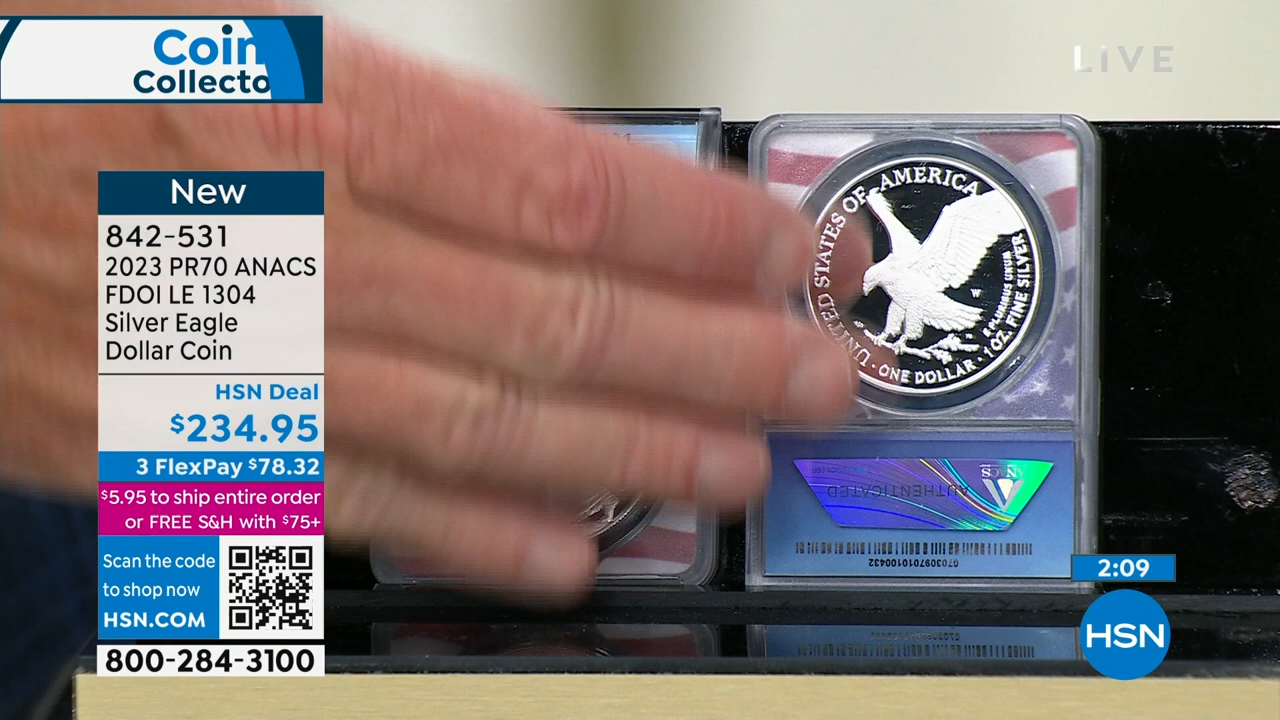 Coin
Collecto
LIVE
New
842-531
2023 PR70 ANACS
FDOI LE 1304
Silver Eagle
Dollar Coin
HSN Deal
$234.95
3 FlexPay $78.32
$5.95 to ship entire order
or FREE S&H with $75+
Scan the code
to shop now
HSN.COM
800-284-3100
UNITED STATES OF AMERICA
W
E PLURIBUS UNUM
1 OZ. FINE SILVER
· ONE DOLLAR ·
AUTHENTICATED
2:09
HSN